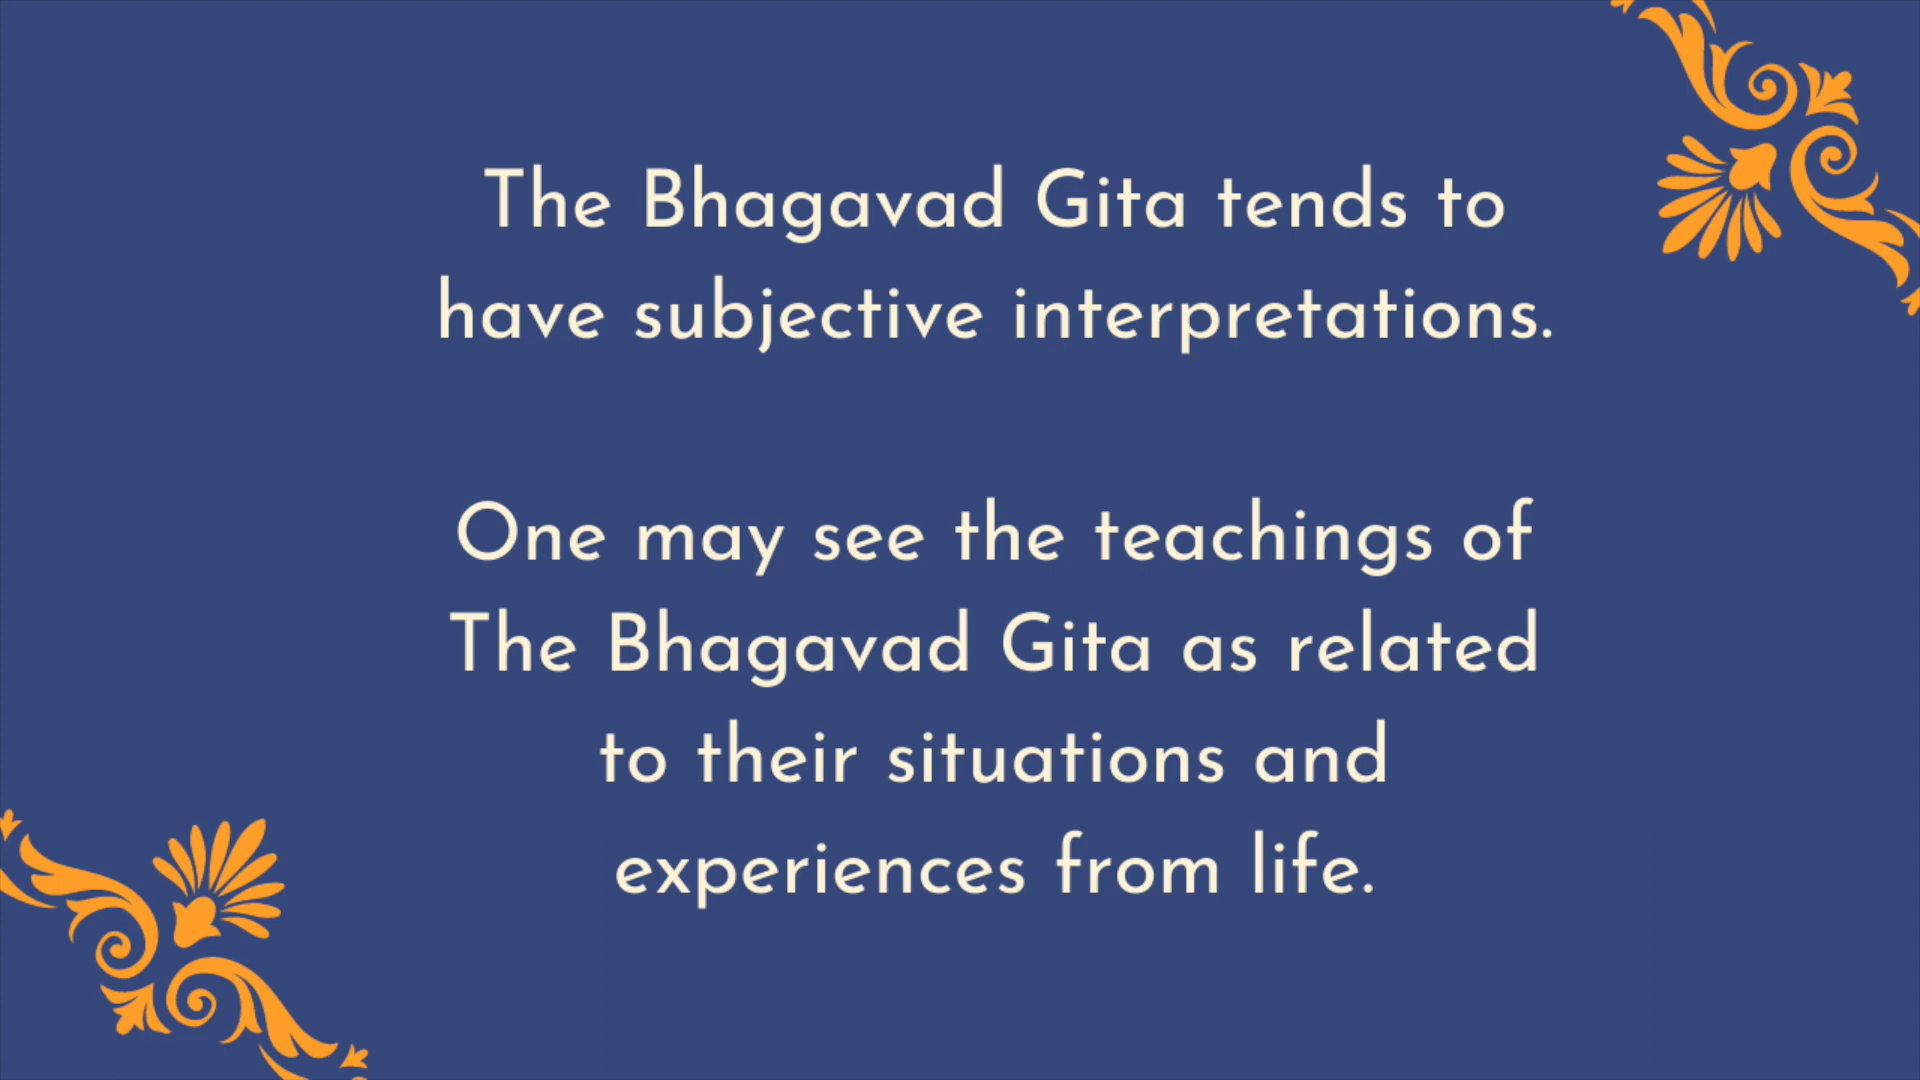 The Bhagavad Gita tends to
have subjective interpretations.
One may see the teachings of
The Bhagavad Gita as related
to their situations and
experiences from life.